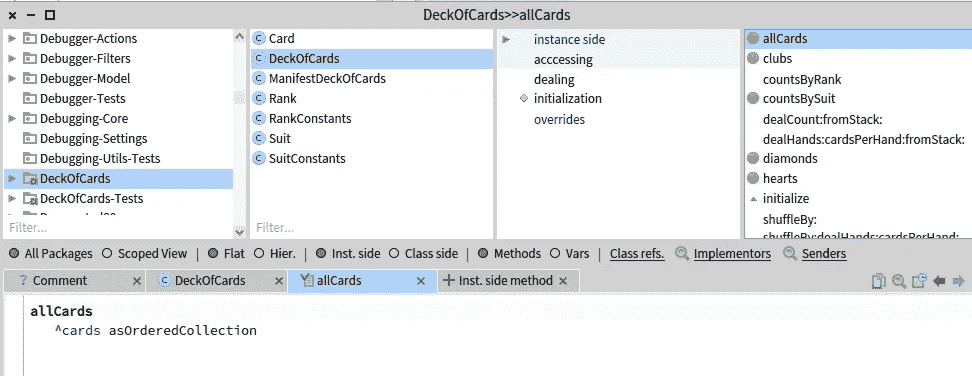 DeckOfCards>>allCards
Debugger-Actions
Debugger-Filters
Debugger-Model
Debugger-Tests
Debugging-Core
Debugging-Settings
Debugging-Utils-Tests
DeckOfCards
DeckOfCards-Tests
Filter...
Card
DeckOfCards
ManifestDeckOfCards
Rank
RankConstants
Suit
SuitConstants
Filter...
instance side
acccessing
dealing
initialization
overrides
allCards
clubs
countsByRank
countsBySuit
dealCount:fromStack:
dealHands:cardsPerHand:fromStack:
diamonds
hearts
initialize
shuffleBy:
shuffleBy:dealHands:cardsPerHand:
All Packages Scoped View | Flat Hier. | Inst. side Class side | Methods Vars | Class refs. Implementors Senders
? Comment × DeckOfCards × allCards × + Inst. side method ×
allCards
^cards asOrderedCollection